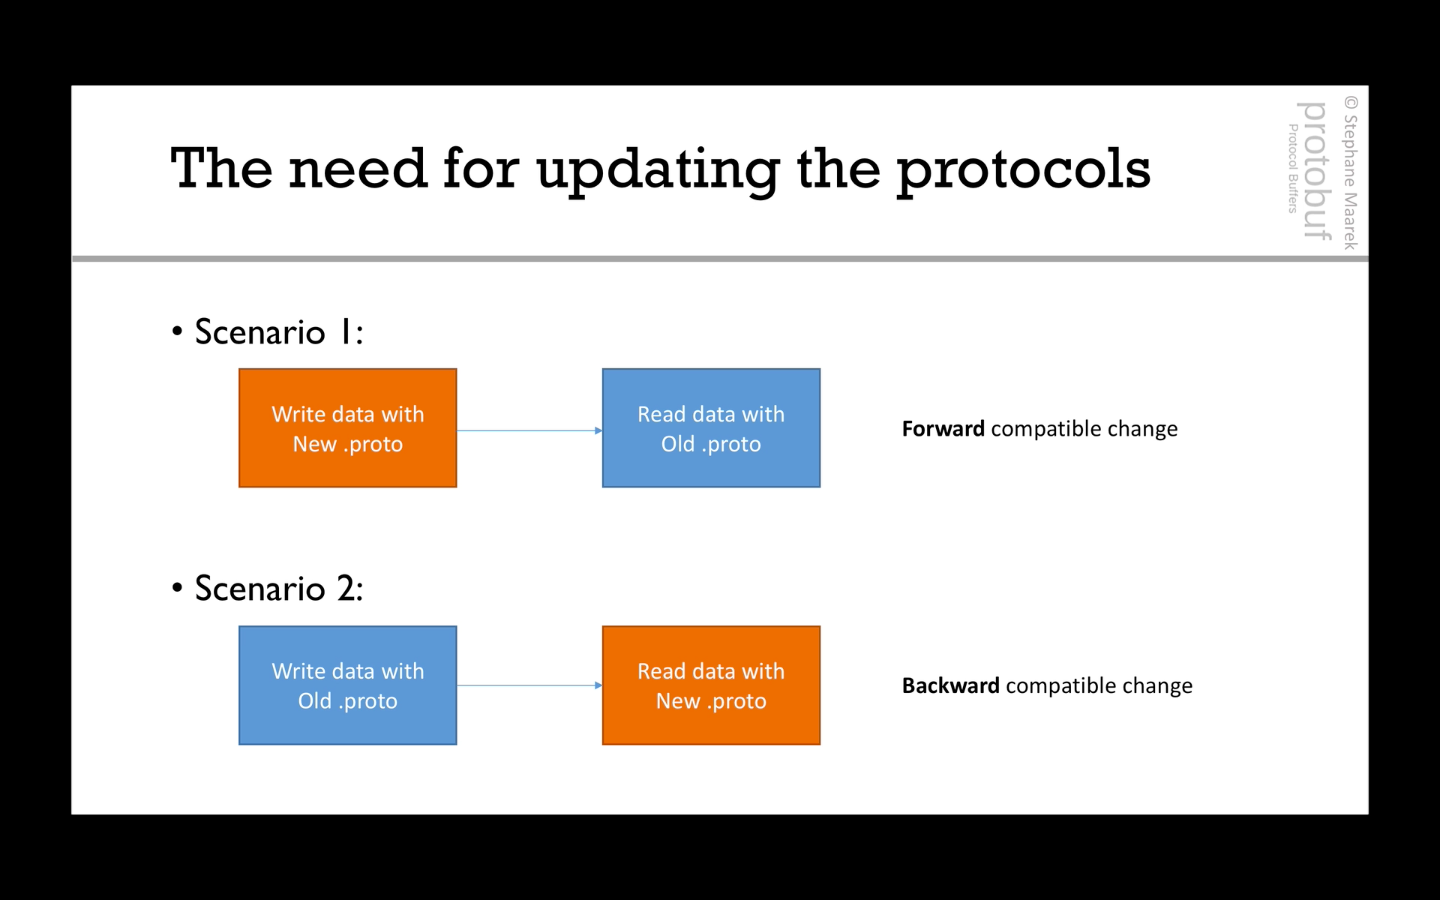 The need for updating the protocols
© Stephane Maarek
protobuf
Protocol Buffers
• Scenario 1:
Write data with
New .proto
Read data with
Old .proto
Forward compatible change
• Scenario 2:
Write data with
Old .proto
Read data with
New .proto
Backward compatible change